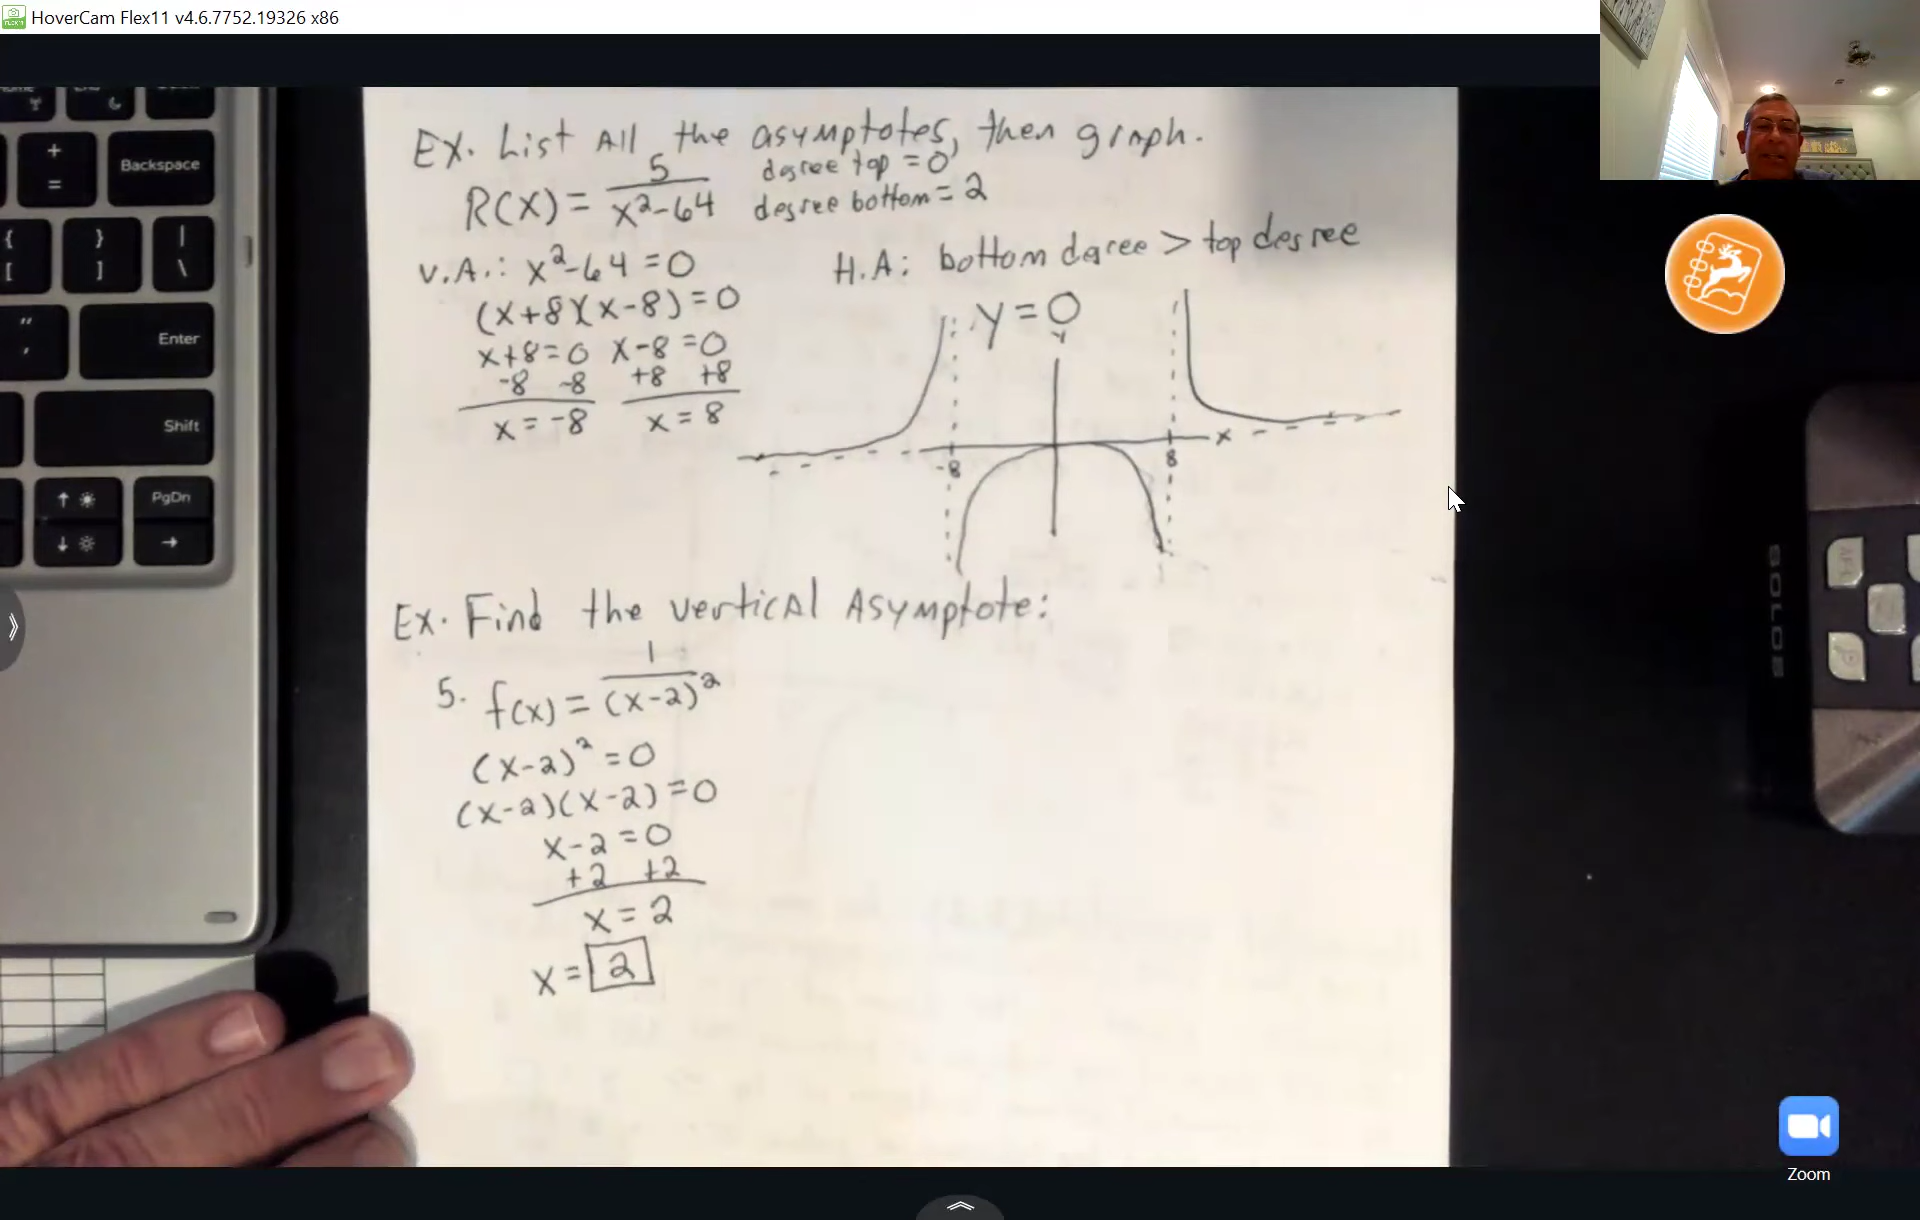 HoverCam Flex11 v4.6.7752.19326 x86
Ex. List All the asymptotes, then graph.
R(x) = 5 / x²-64
degree top = 0
degree bottom = 2
V.A.: x²-64 = 0
(x+8)(x-8) = 0
x+8=0 x-8=0
-8 -8 +8 +8
x = -8 x = 8
H.A: bottom degree > top degree
y = 0
Y
X
-8
8
Ex. Find the vertical Asymptote:
5. f(x) = 1 / (x-2)²
(x-2)² = 0
(x-2)(x-2) = 0
x-2 = 0
+2 +2
x = 2
x = 2
+
=
Backspace
{
[
}
]
|
\
"
,
Enter
Shift
↑
PgDn
↓
→
Zoom